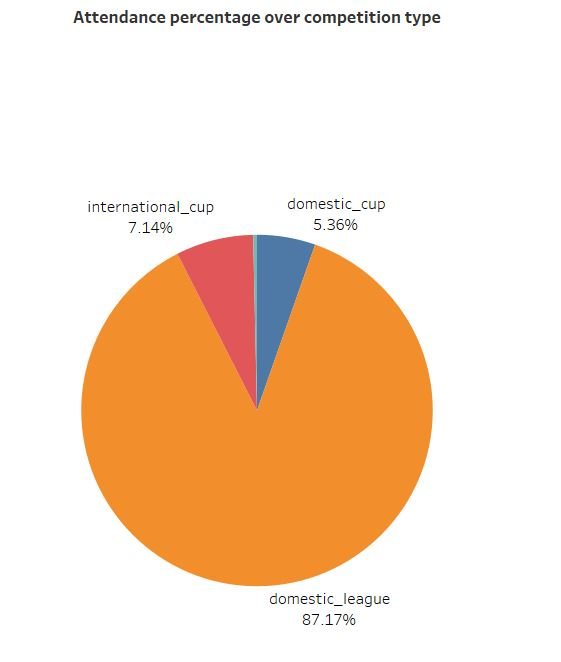 Attendance percentage over competition type
international_cup
7.14%
domestic_cup
5.36%
domestic_league
87.17%